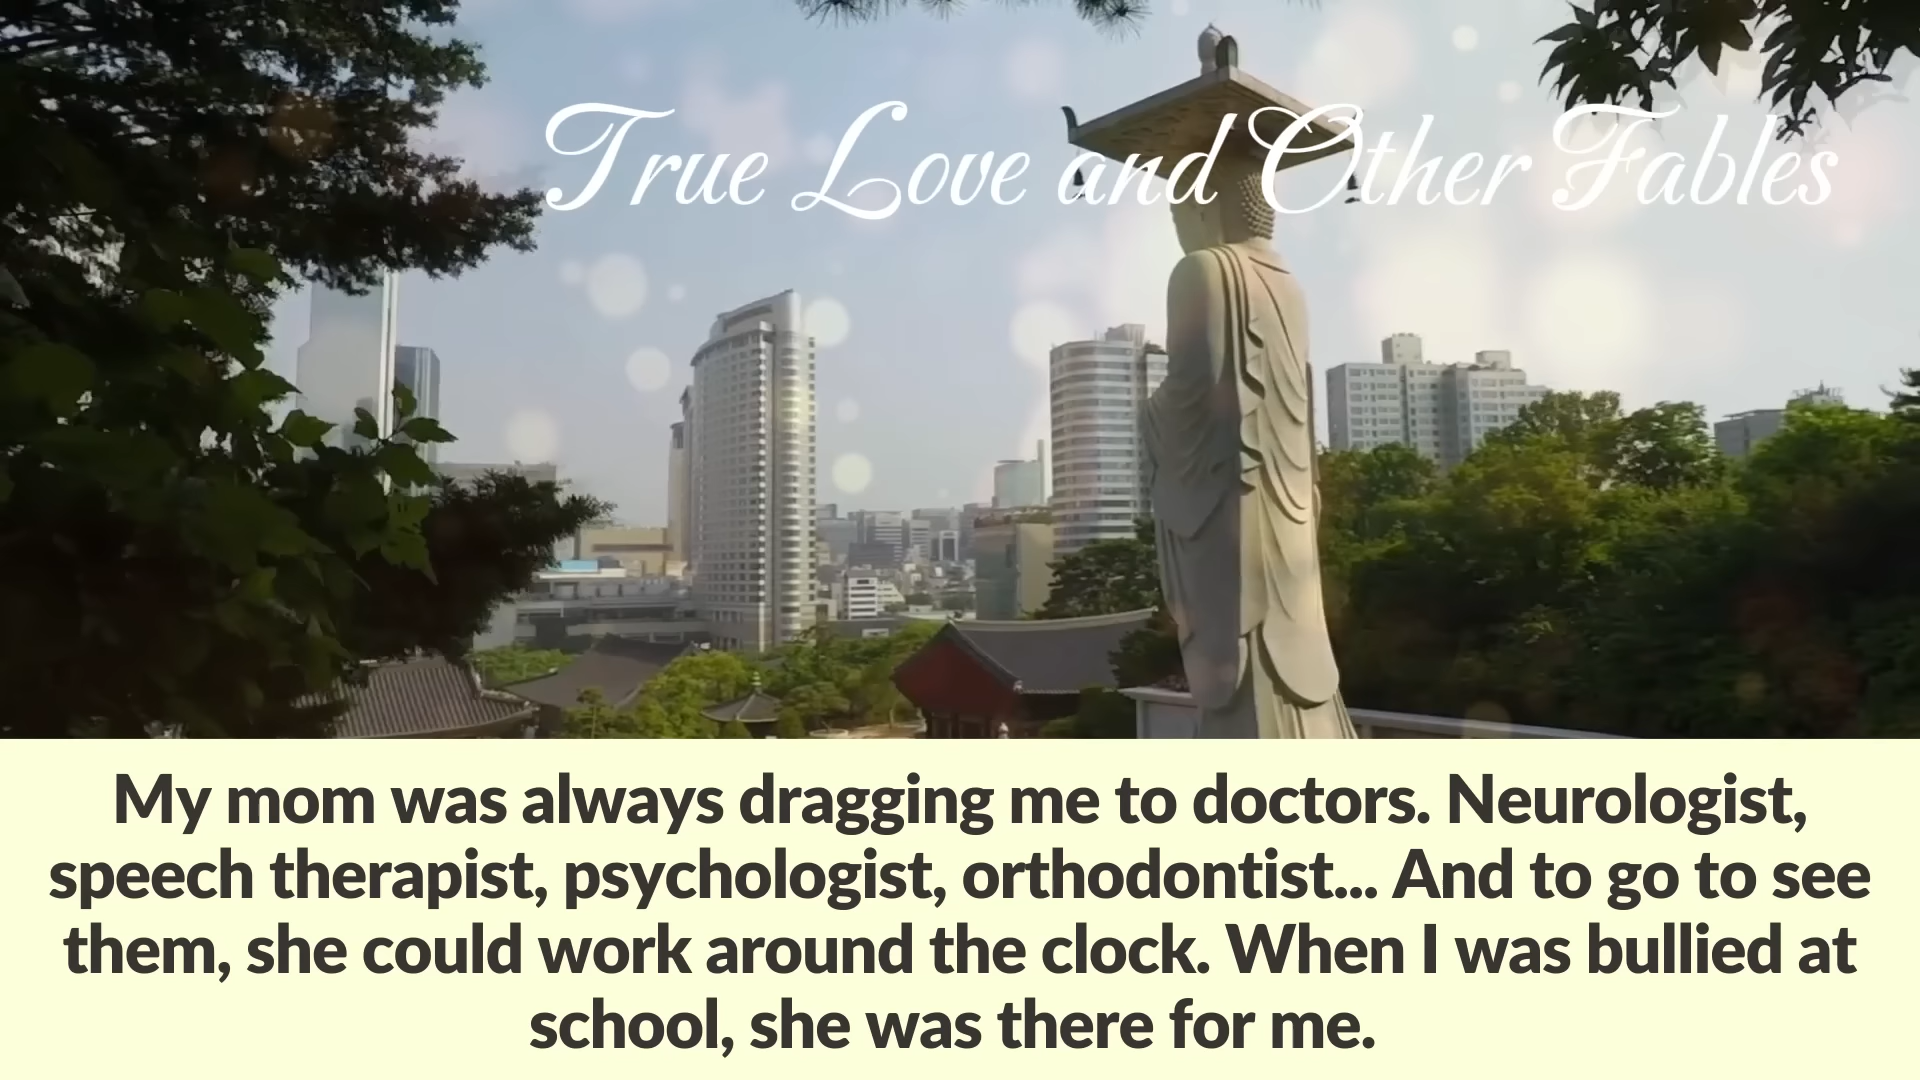 True Love and Other Fables
My mom was always dragging me to doctors. Neurologist,
speech therapist, psychologist, orthodontist... And to go to see
them, she could work around the clock. When I was bullied at
school, she was there for me.